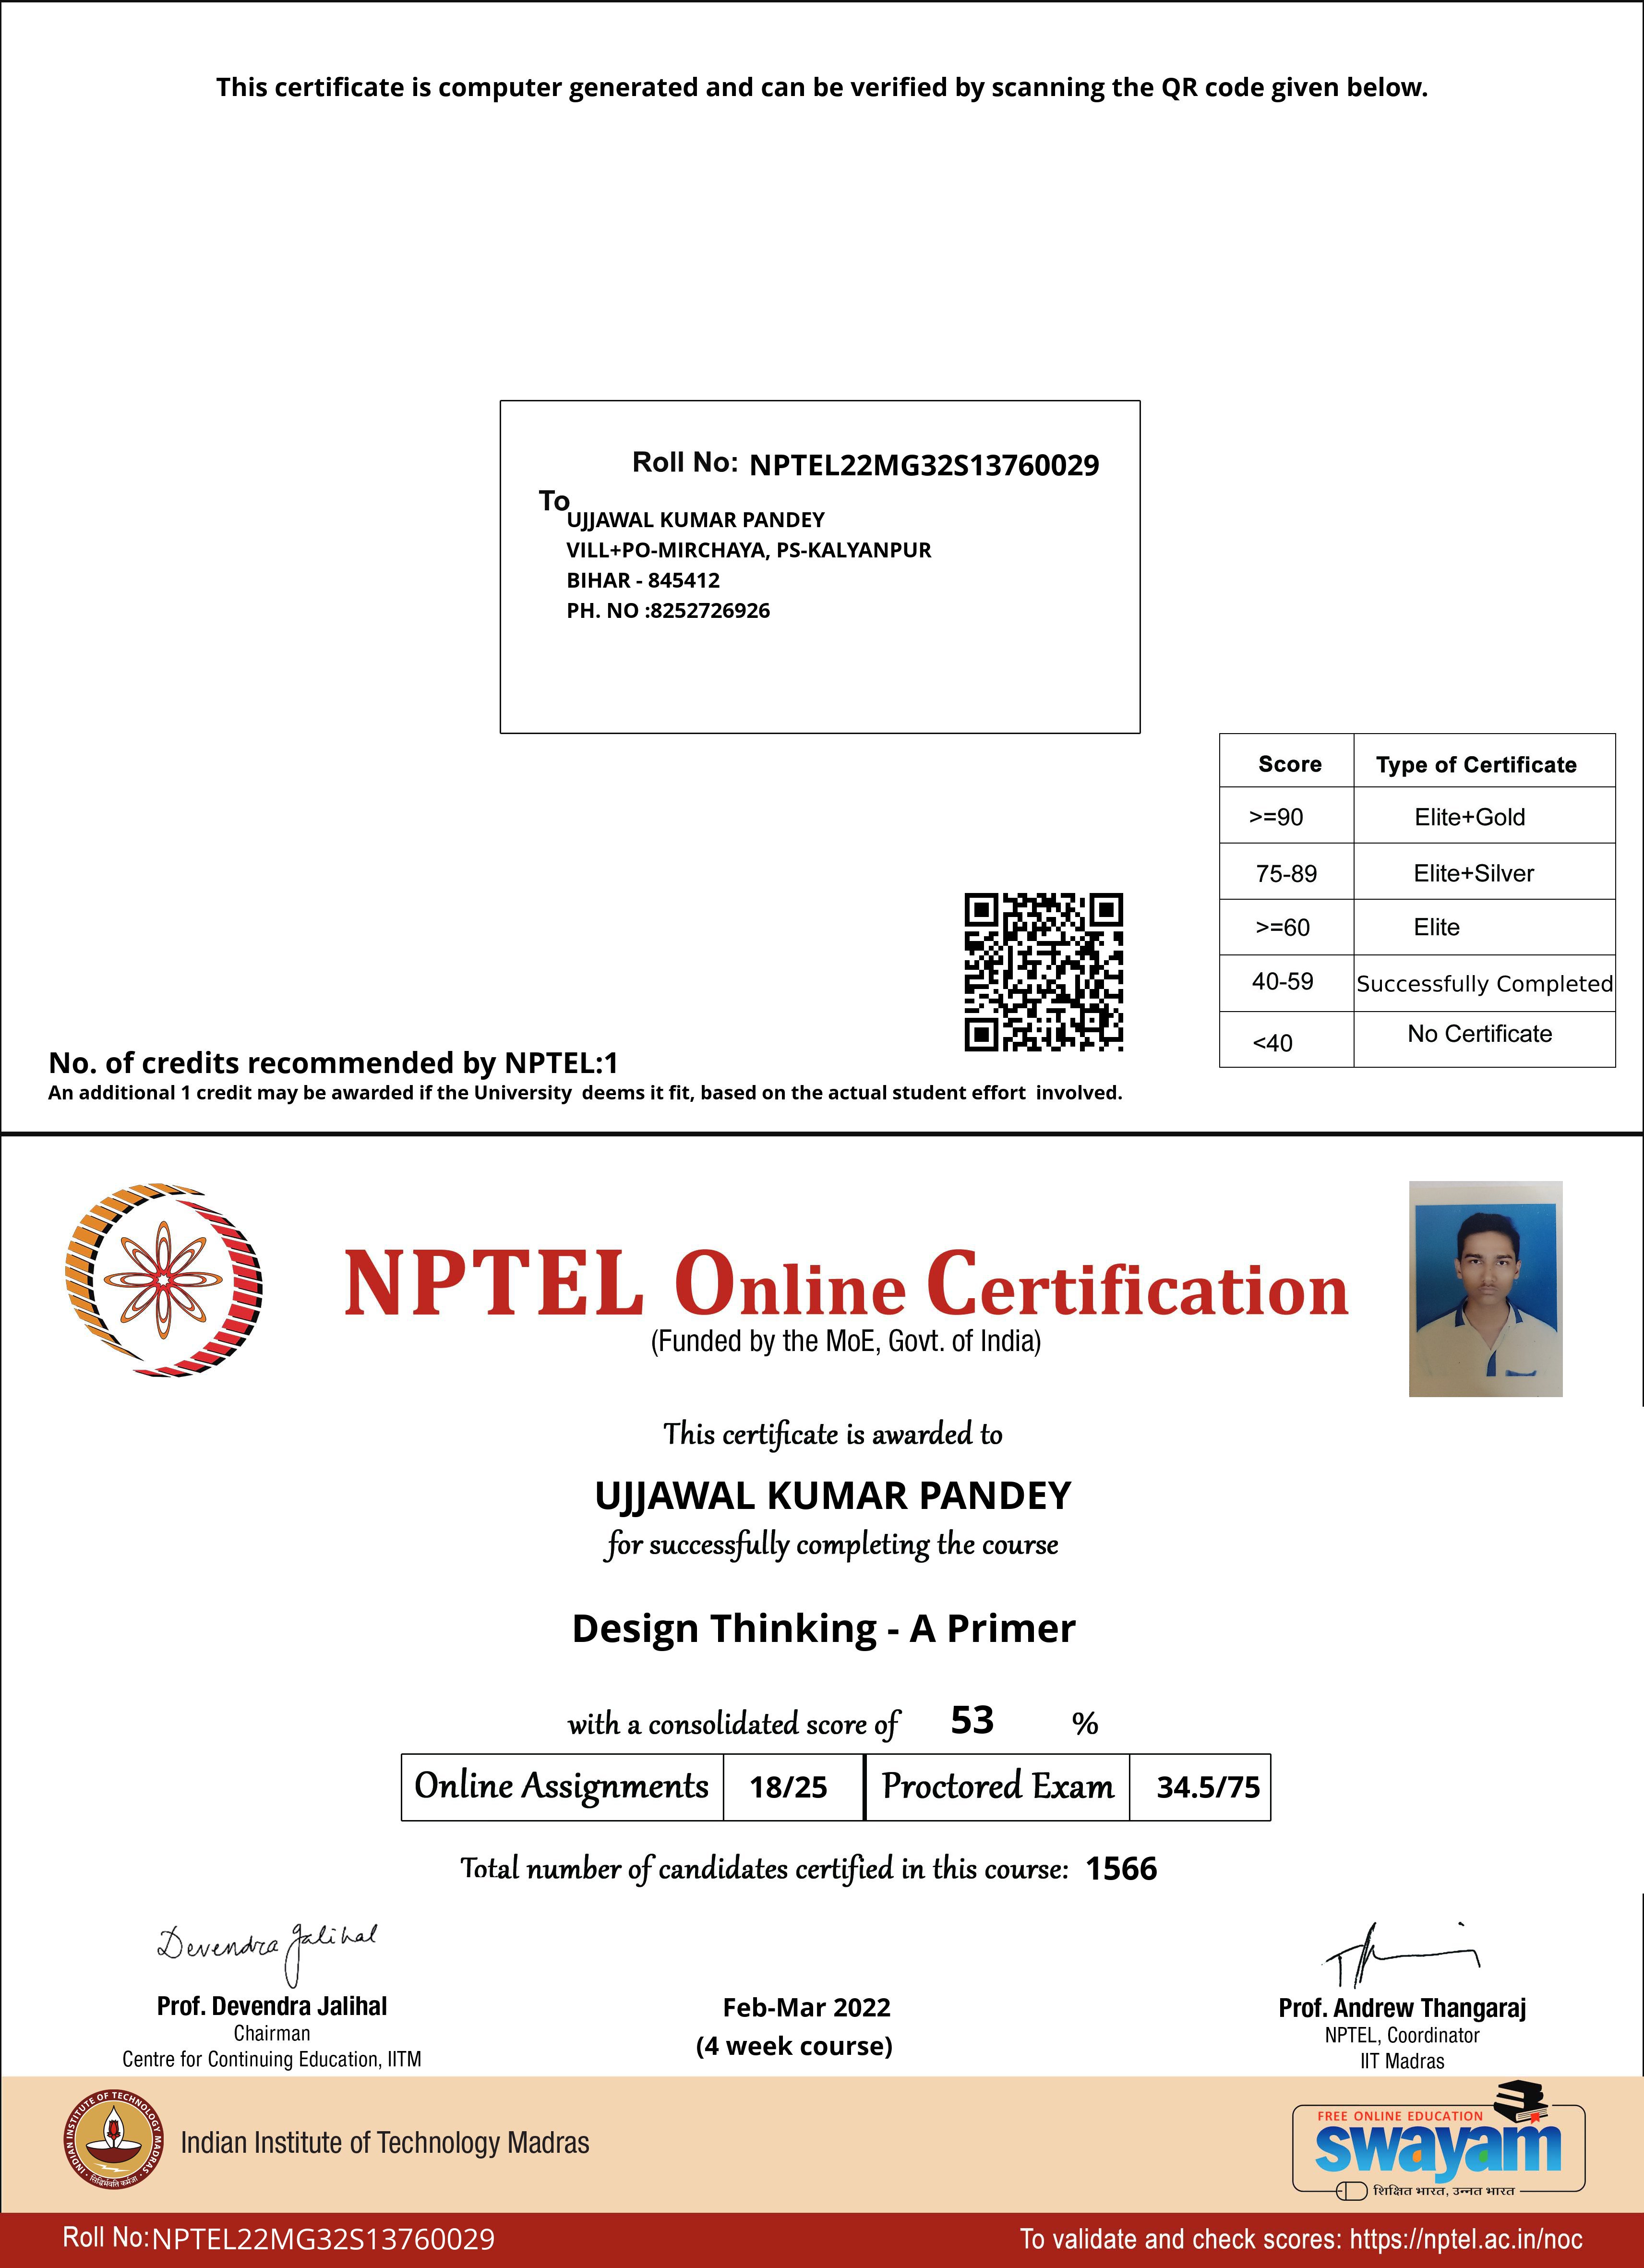 This certificate is computer generated and can be verified by scanning the QR code given below.
Roll No: NPTEL22MG32S13760029
To
UJJAWAL KUMAR PANDEY
VILL+PO-MIRCHAYA, PS-KALYANPUR
BIHAR - 845412
PH. NO :8252726926
Score Type of Certificate
>=90 Elite+Gold
75-89 Elite+Silver
>=60 Elite
40-59 Successfully Completed
<40 No Certificate
No. of credits recommended by NPTEL:1
An additional 1 credit may be awarded if the University deems it fit, based on the actual student effort involved.
NPTEL Online Certification
(Funded by the MoE, Govt. of India)
This certificate is awarded to
UJJAWAL KUMAR PANDEY
for successfully completing the course
Design Thinking - A Primer
with a consolidated score of 53 %
Online Assignments 18/25 Proctored Exam 34.5/75
Total number of candidates certified in this course: 1566
Devendra Jalihal
Prof. Devendra Jalihal
Chairman
Centre for Continuing Education, IITM
Feb-Mar 2022
(4 week course)
Prof. Andrew Thangaraj
NPTEL, Coordinator
IIT Madras
INDIAN INSTITUTE OF TECHNOLOGY MADRAS
सिद्धिर्भवति कर्मजा
Indian Institute of Technology Madras
FREE ONLINE EDUCATION
swayam
शिक्षित भारत, उन्नत भारत
Roll No:NPTEL22MG32S13760029
To validate and check scores: https://nptel.ac.in/noc